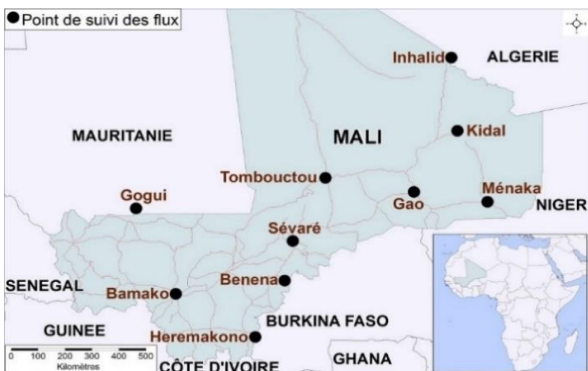 Point de suivi des flux
Inhalid
ALGERIE
MAURITANIE
MALI
Kidal
Tombouctou
Gogui
Gao
Ménaka
NIGER
Sévaré
SENEGAL
Bamako
Benena
GUINEE
Heremakono
BURKINA FASO
0 100 200 300 400 500
Kilomètres
CÔTE D'IVOIRE
GHANA